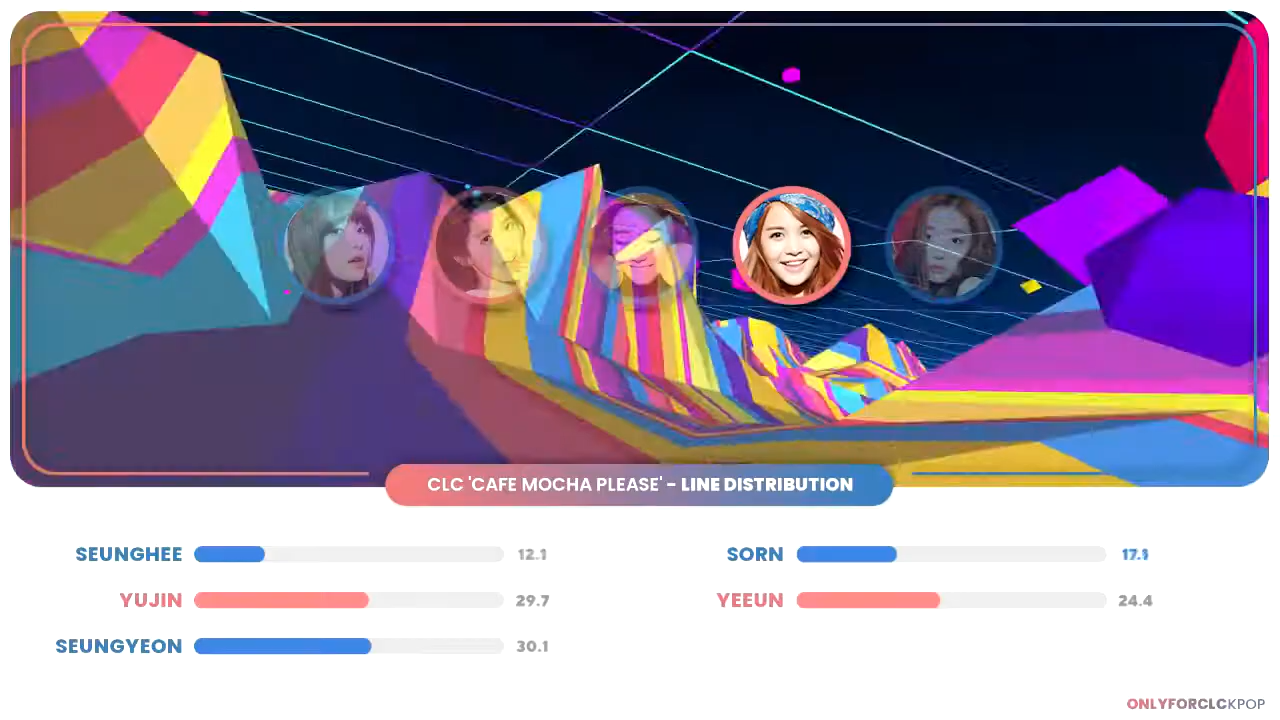 CLC 'CAFE MOCHA PLEASE' - LINE DISTRIBUTION
SEUNGHEE 12.1
SORN 17.1
YUJIN 29.7
YEEUN 24.4
SEUNGYEON 30.1
ONLYFORCLCKPOP